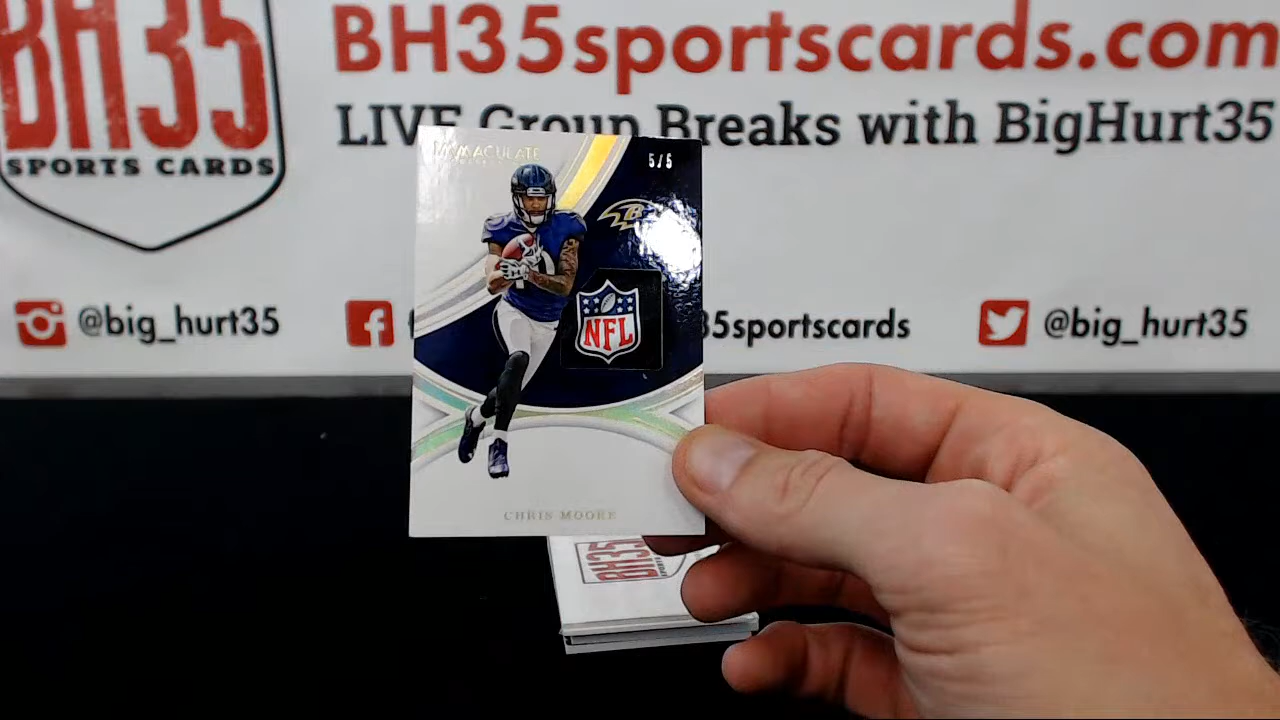 BH35
SPORTS CARDS
BH35sportscards.com
LIVE Group Breaks with BigHurt35
@big_hurt35
35sportscards
@big_hurt35
IMMACULATE
5/5
B
NFL
CHRIS MOORE
BH35